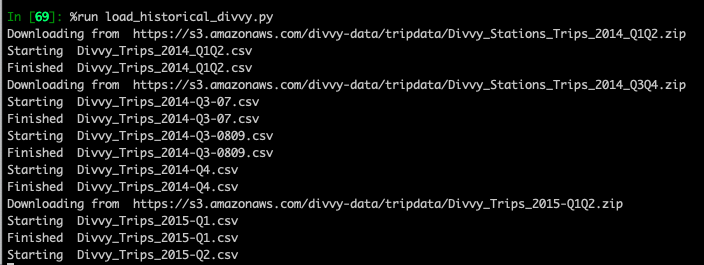 In [69]: %run load_historical_divvy.py
Downloading from  https://s3.amazonaws.com/divvy-data/tripdata/Divvy_Stations_Trips_2014_Q1Q2.zip
Starting  Divvy_Trips_2014_Q1Q2.csv
Finished  Divvy_Trips_2014_Q1Q2.csv
Downloading from  https://s3.amazonaws.com/divvy-data/tripdata/Divvy_Stations_Trips_2014_Q3Q4.zip
Starting  Divvy_Trips_2014-Q3-07.csv
Finished  Divvy_Trips_2014-Q3-07.csv
Starting  Divvy_Trips_2014-Q3-0809.csv
Finished  Divvy_Trips_2014-Q3-0809.csv
Starting  Divvy_Trips_2014-Q4.csv
Finished  Divvy_Trips_2014-Q4.csv
Downloading from  https://s3.amazonaws.com/divvy-data/tripdata/Divvy_Trips_2015-Q1Q2.zip
Starting  Divvy_Trips_2015-Q1.csv
Finished  Divvy_Trips_2015-Q1.csv
Starting  Divvy_Trips_2015-Q2.csv